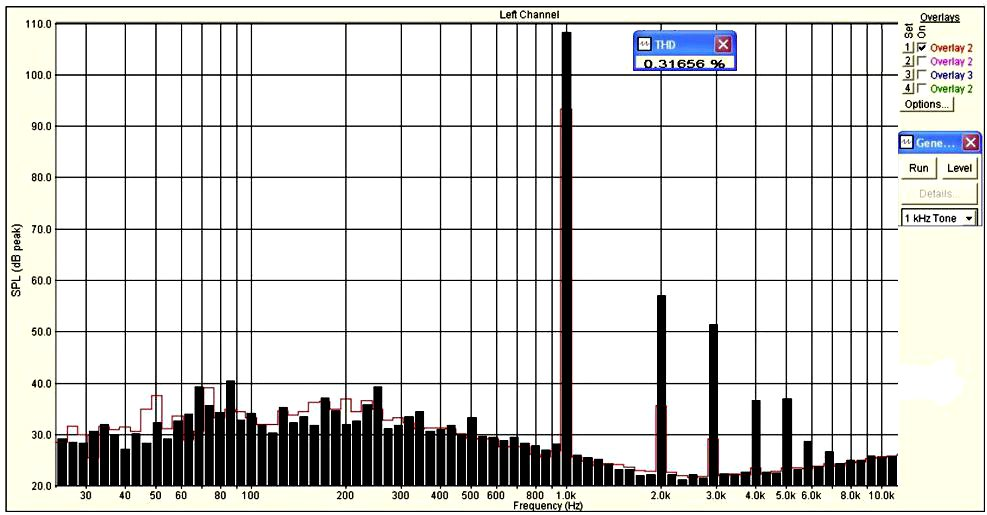 Left Channel
110.0
100.0
90.0
80.0
70.0
60.0
50.0
40.0
30.0
20.0
SPL (dB peak)
30 40 50 60 80 100 200 300 400 500 600 800 1.0k 2.0k 3.0k 4.0k 5.0k 6.0k 8.0k 10.0k
Frequency (Hz)
THD
0.31656 %
Overlays
Set On
1 Overlay 2
2 Overlay 2
3 Overlay 3
4 Overlay 2
Options...
Gene...
Run Level
Details...
1 kHz Tone